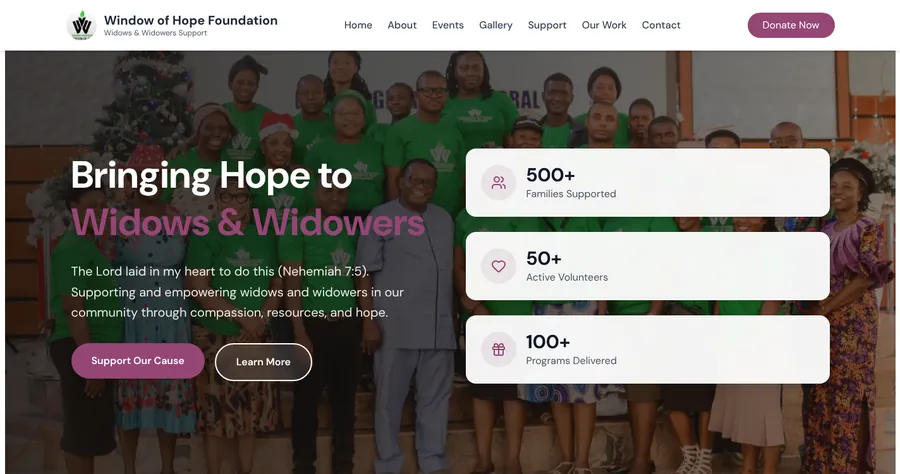 Window of Hope Foundation
Widows & Widowers Support
Home About Events Gallery Support Our Work Contact
Donate Now
Bringing Hope to
Widows & Widowers
The Lord laid in my heart to do this (Nehemiah 7:5).
Supporting and empowering widows and widowers in our
community through compassion, resources, and hope.
Support Our Cause
Learn More
500+
Families Supported
50+
Active Volunteers
100+
Programs Delivered